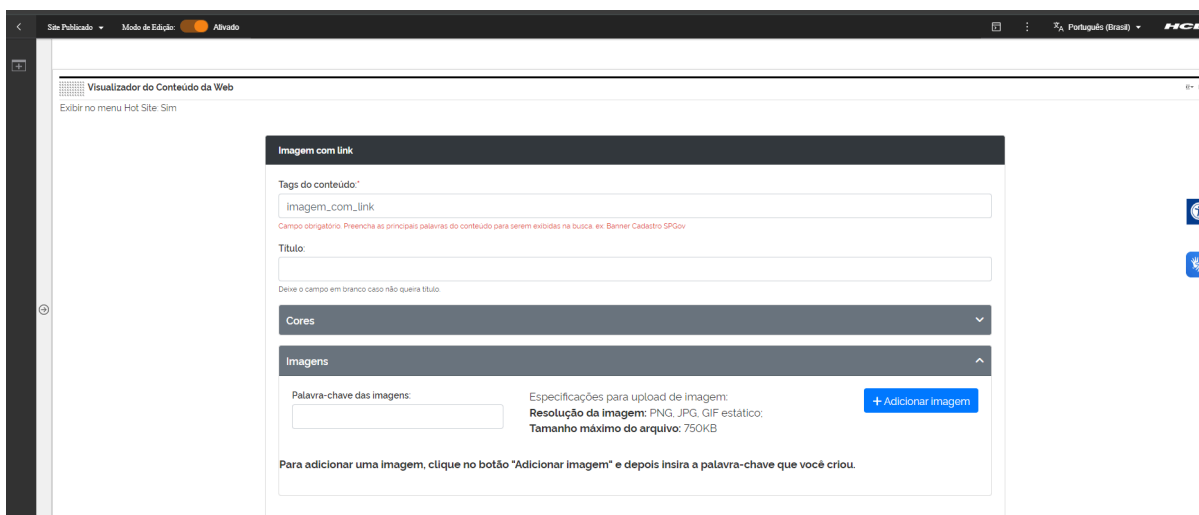 Site Publicado
Modo de Edição:
Ativado
Português (Brasil)
Visualizador do Conteúdo da Web
Exibir no menu Hot Site: Sim
Imagem com link
Tags do conteúdo:*
imagem_com_link
Campo obrigatório. Preencha as principais palavras do conteúdo para serem exibidas na busca. ex: Banner Cadastro SPGov
Título:
Deixe o campo em branco caso não queira título.
Cores
Imagens
Palavra-chave das imagens:
Especificações para upload de imagem:
Resolução da imagem: PNG, JPG, GIF estático;
Tamanho máximo do arquivo: 750KB
+ Adicionar imagem
Para adicionar uma imagem, clique no botão "Adicionar imagem" e depois insira a palavra-chave que você criou.